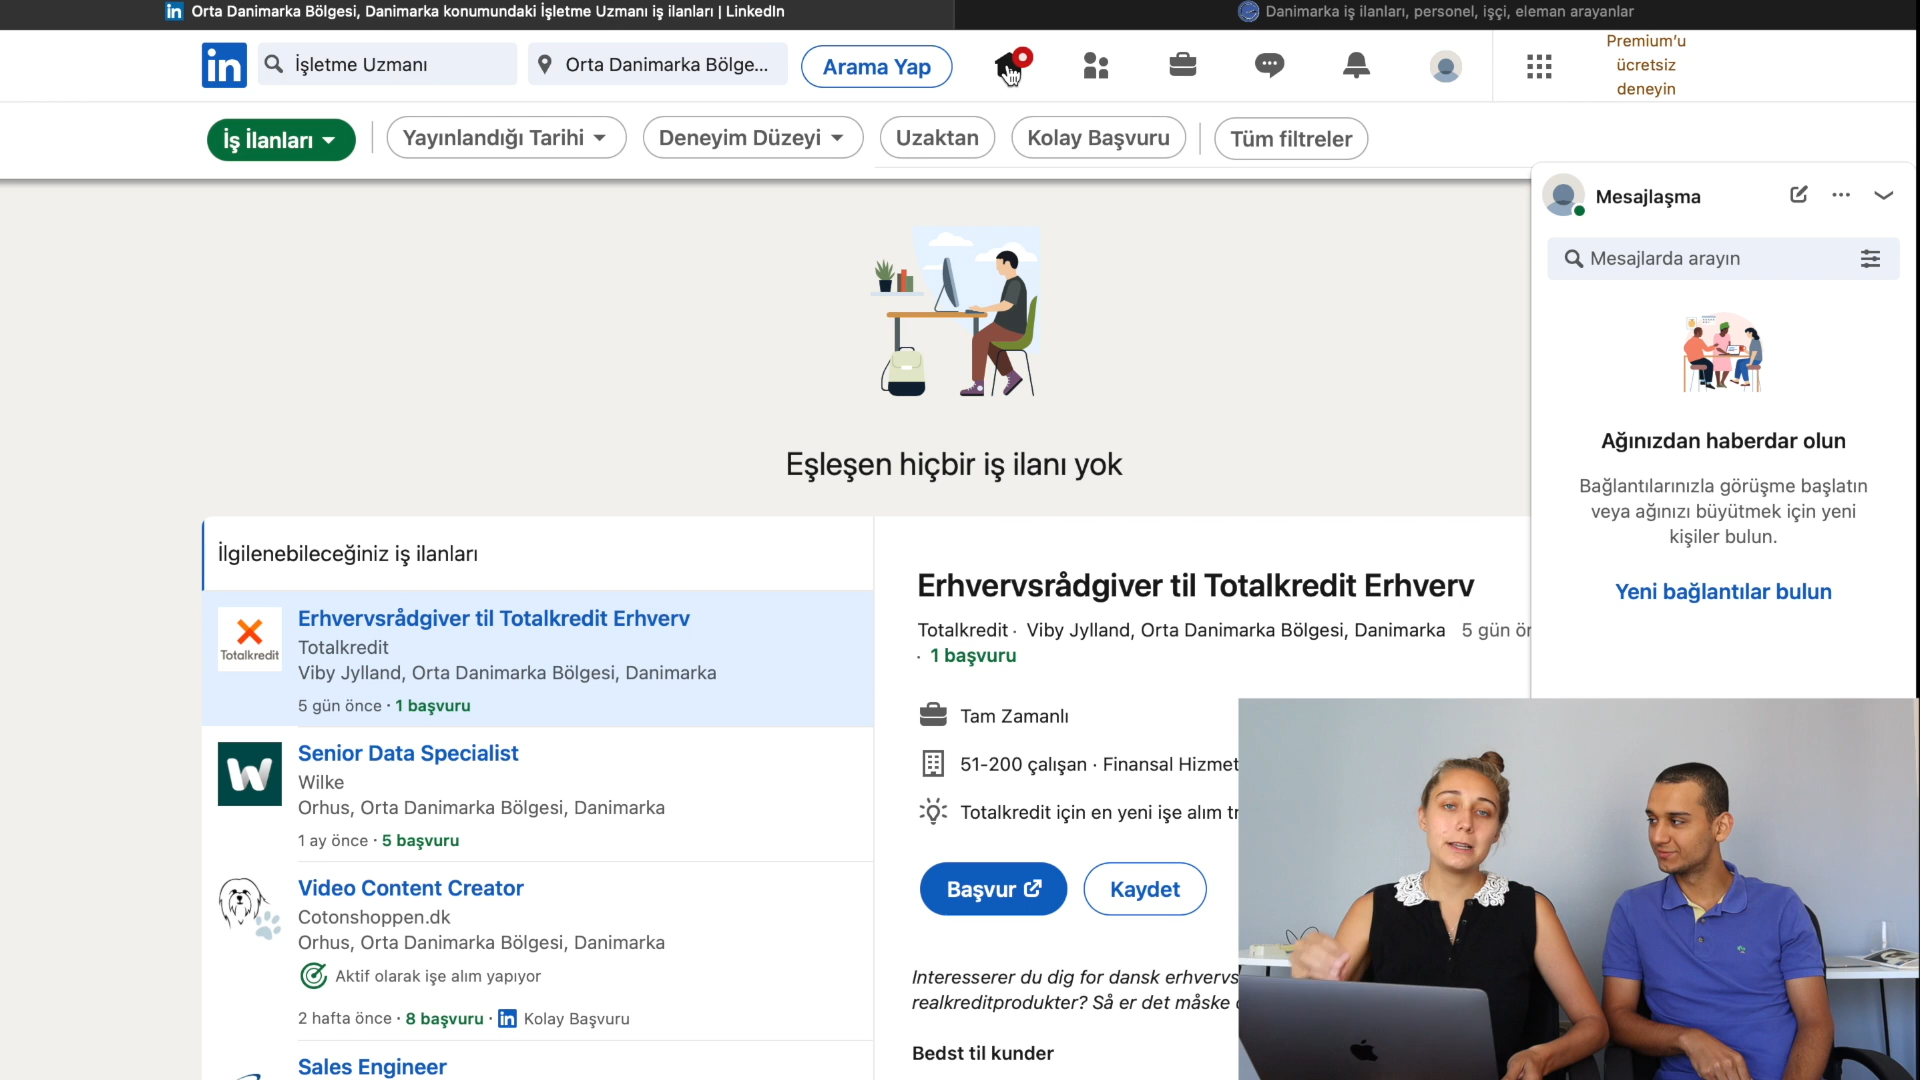 Orta Danimarka Bölgesi, Danimarka konumundaki İşletme Uzmanı iş ilanları | LinkedIn
Danimarka iş ilanları, personel, işçi, eleman arayanlar
İşletme Uzmanı
Orta Danimarka Bölge...
Arama Yap
Premium'u
ücretsiz
deneyin
İş İlanları
Yayınlandığı Tarihi
Deneyim Düzeyi
Uzaktan
Kolay Başvuru
Tüm filtreler
Mesajlaşma
Mesajlarda arayın
Ağınızdan haberdar olun
Bağlantılarınızla görüşme başlatın
veya ağınızı büyütmek için yeni
kişiler bulun.
Yeni bağlantılar bulun
Eşleşen hiçbir iş ilanı yok
İlgilenebileceğiniz iş ilanları
Totalkredit
Erhvervsrådgiver til Totalkredit Erhverv
Totalkredit
Viby Jylland, Orta Danimarka Bölgesi, Danimarka
5 gün önce · 1 başvuru
Senior Data Specialist
Wilke
Orhus, Orta Danimarka Bölgesi, Danimarka
1 ay önce · 5 başvuru
Video Content Creator
Cotonshoppen.dk
Orhus, Orta Danimarka Bölgesi, Danimarka
Aktif olarak işe alım yapıyor
2 hafta önce · 8 başvuru · in Kolay Başvuru
Sales Engineer
Erhvervsrådgiver til Totalkredit Erhverv
Totalkredit · Viby Jylland, Orta Danimarka Bölgesi, Danimarka 5 gün ör
· 1 başvuru
Tam Zamanlı
51-200 çalışan · Finansal Hizmet
Totalkredit için en yeni işe alım tr
Başvur
Kaydet
Interesserer du dig for dansk erhvervs
realkreditprodukter? Så er det måske
Bedst til kunder